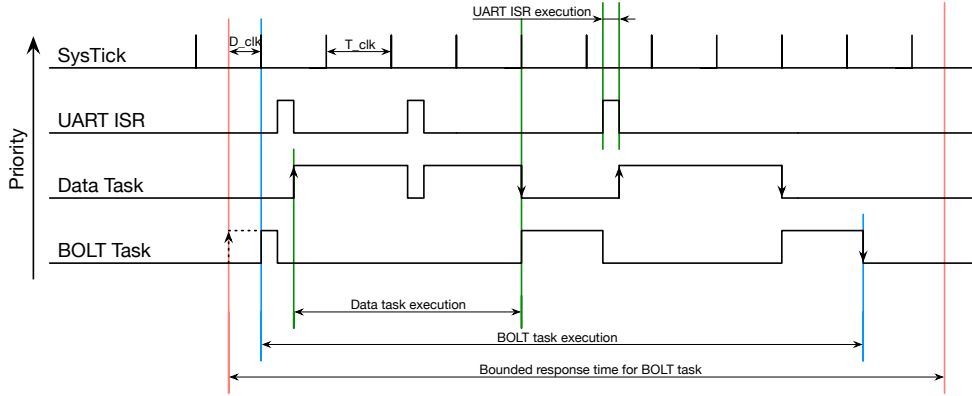 UART ISR execution
D_clk
T_clk
SysTick
UART ISR
Data Task
BOLT Task
Priority
Data task execution
BOLT task execution
Bounded response time for BOLT task